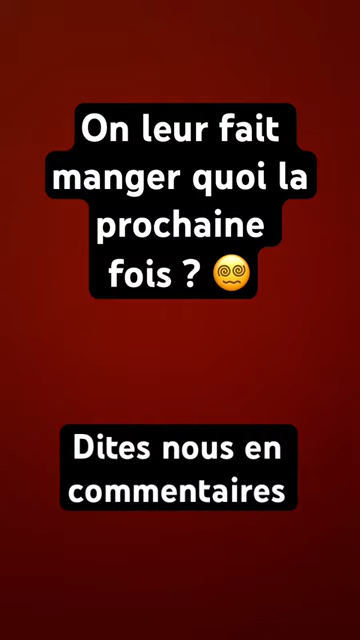 On leur fait
manger quoi la
prochaine
fois ? 😵‍💫
Dites nous en
commentaires